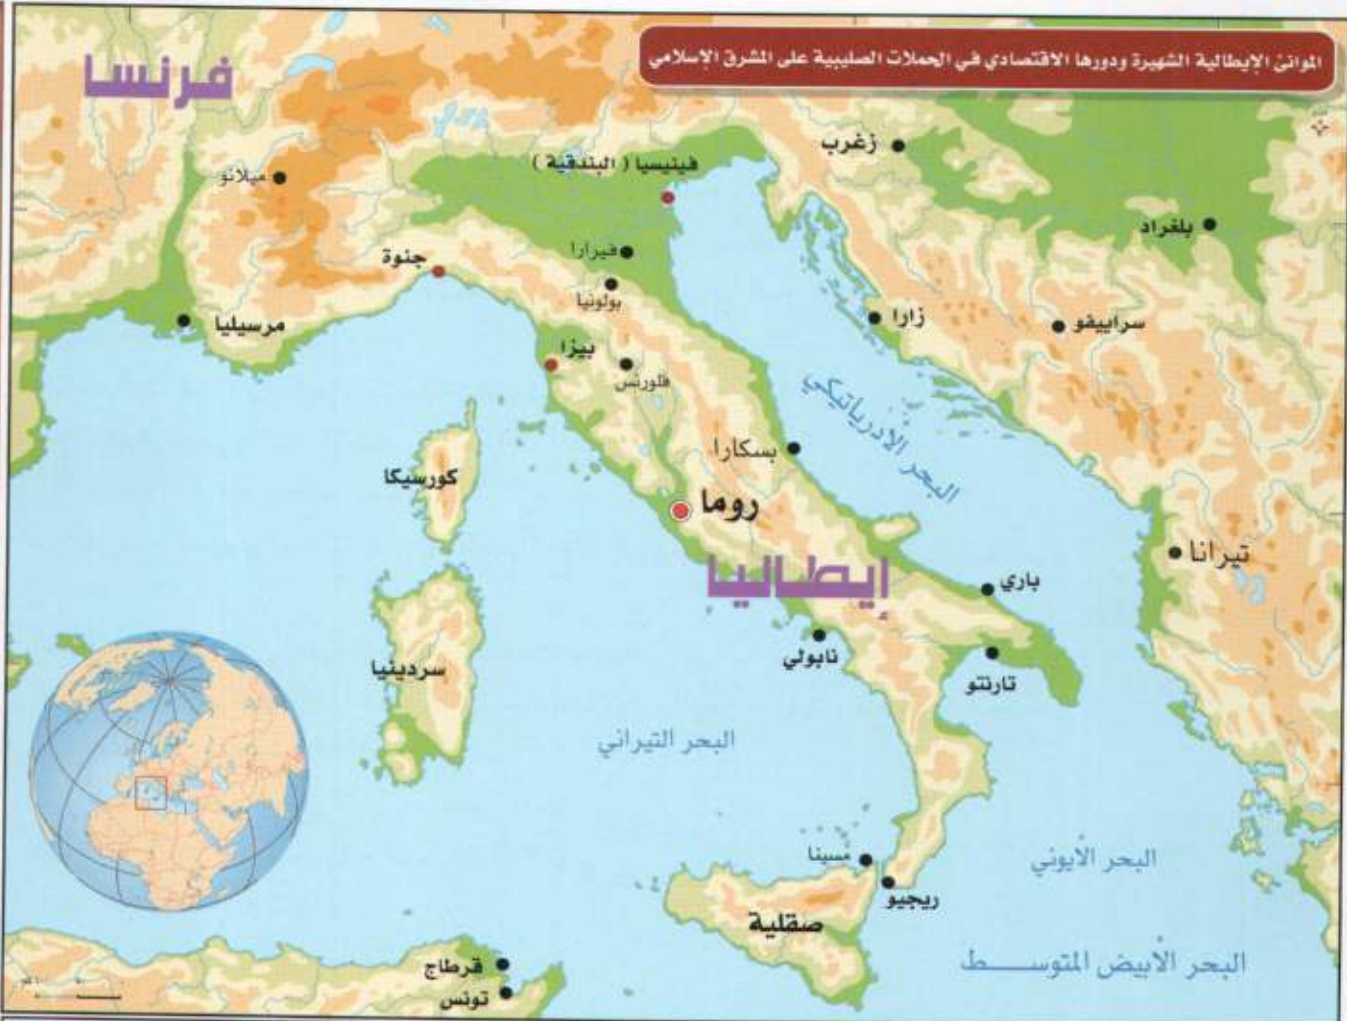 الموانئ الإيطالية الشهيرة ودورها الاقتصادي في الحملات الصليبية على المشرق الإسلامي
فرنسا
زغرب
فينيسيا ( البندقية )
ميلانو
بلغراد
فيرارا
جنوة
بولونيا
زارا
سراييفو
مرسيليا
بيزا
فلورنس
البحر الأدرياتيكي
بسكارا
كورسيكا
روما
تيرانا
إيطاليا
باري
نابولي
سردينيا
تارنتو
البحر التيراني
مسينا
البحر الأيوني
ريجيو
صقلية
البحر الأبيض المتوسط
قرطاج
تونس